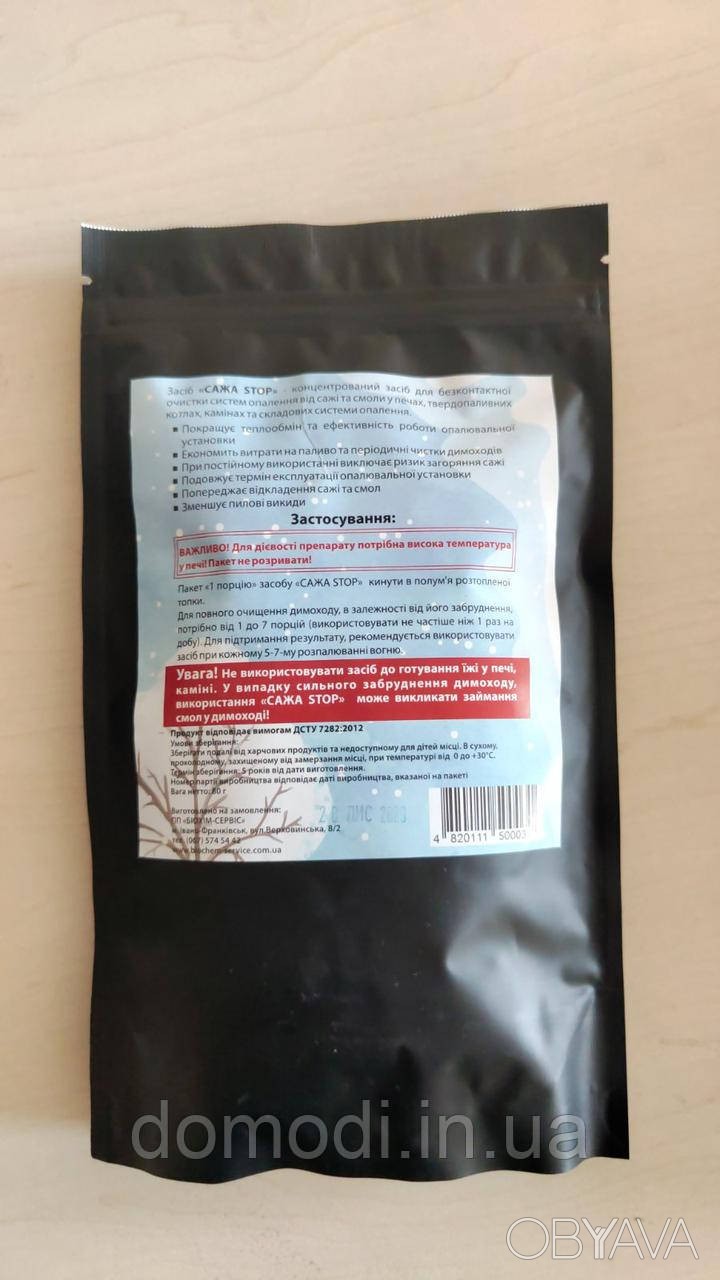 Засіб «САЖА STOP» - концентрований засіб для безконтактної
очистки систем опалення від сажі та смоли у печах, твердопаливних
котлах, камінах та складових системи опалення.
▪ Покращує теплообмін та ефективність роботи опалювальної
установки
▪ Економить витрати на паливо та періодичні чистки димоходів
▪ При постійному використачні виключає ризик загоряння сажі
▪ Подовжує термін експлуатації опалючальної установки
▪ Попереджає відкладення сажі та смол
▪ Зменшує пилові викиди
Застосування:
ВАЖЛИВО! Для дієвості препарату потрібна висока температура
у печі! Пакет не розривати!
Пакет «1 порцію» засобу «САЖА STOP» кинути в полум'я розтопленої
топки.
Для повного очищення димоходу, в залежності від його забруднення,
потрібно від 1 до 7 порцій (використовувати не частіше ніж 1 раз на
добу). Для підтримання результату, рекомендується використовувати
засіб при кожному 5-7-му розпалюванні вогню.
Увага! Не використовувати засіб до готування їжі у печі,
каміні. У випадку сильного забруднення димоходу,
використання «САЖА STOP» може викликати займання
смол у димоході!
Продукт відповідає вимогам ДСТУ 7282:2012
Умови зберігання:
Зберігати подалі від харчових продуктів та недоступному для дітей місці. В сухому,
прохолодному, захищеному від замерзання місці, при температурі від 0 до +30°C.
Термін зберігання: 5 років від дати виготовлення.
Номер партії виробництва відповідає даті виробництва, вказаної на пакеті
Вага нетто: 80 г
Виготовлено на замовлення:
ПП «БІОХІМ-СЕРВІС»
м. Івано-Франківськ, вул.Верховинська, 8/2
тел. (067) 574 54 42
www.biochem-service.com.ua
ЛИС 2023
4 820111 50003
domodi.in.ua
OBYAVA